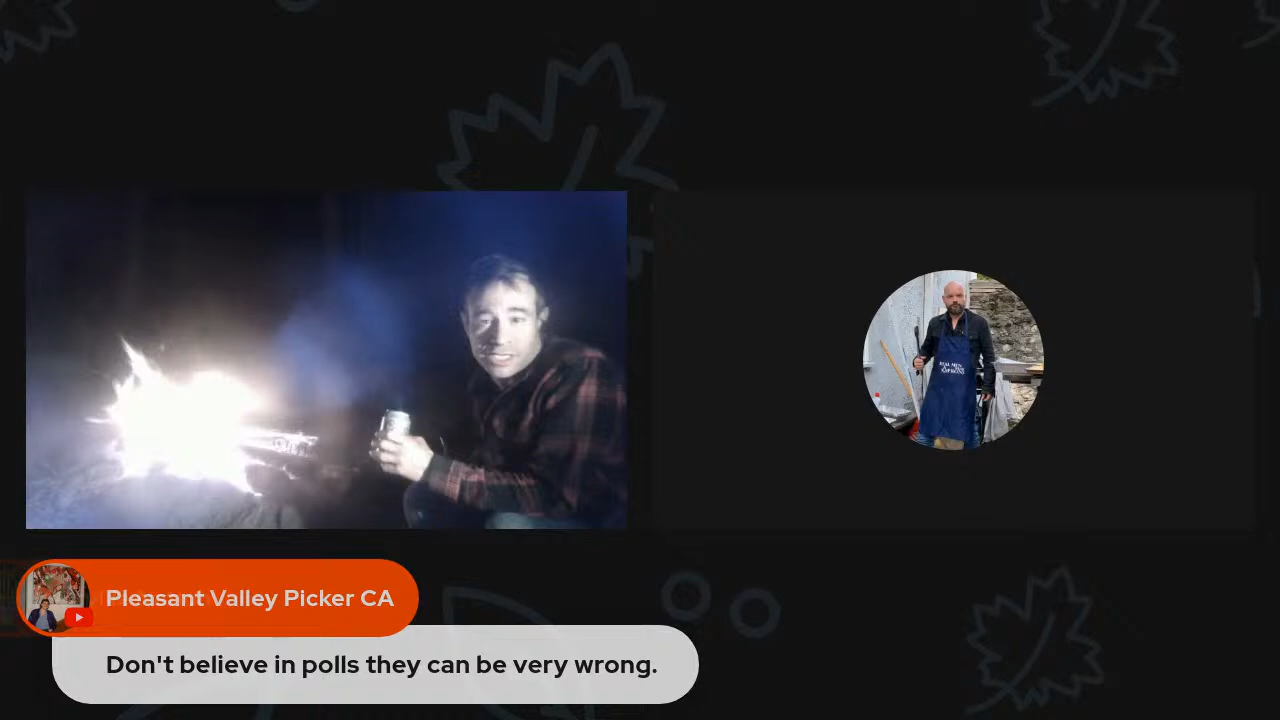 Pleasant Valley Picker CA
Don't believe in polls they can be very wrong.